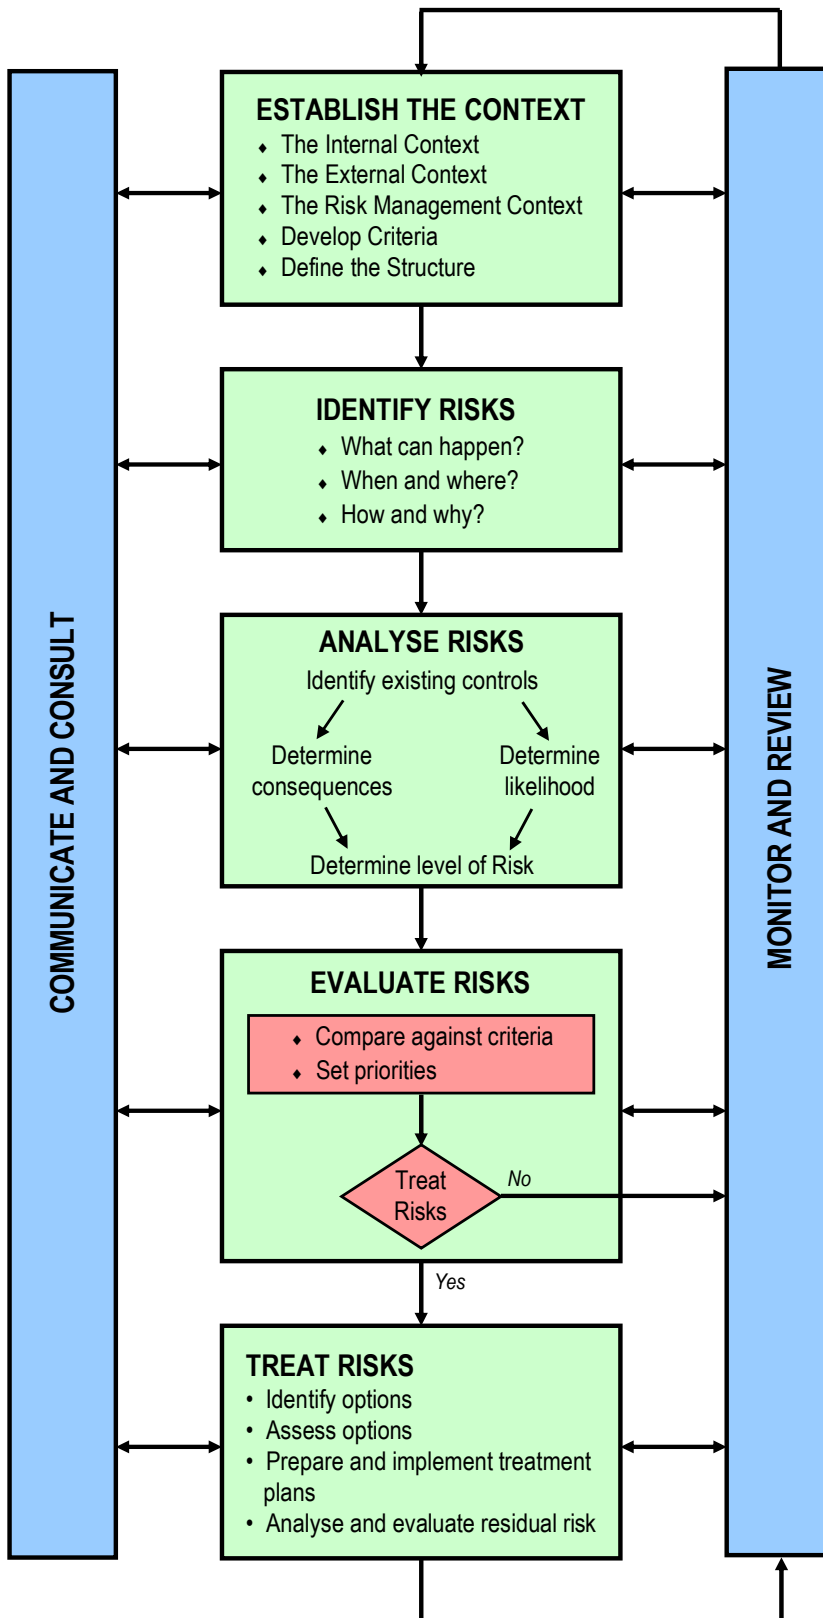 COMMUNICATE AND CONSULT
ESTABLISH THE CONTEXT
⬧ The Internal Context
⬧ The External Context
⬧ The Risk Management Context
⬧ Develop Criteria
⬧ Define the Structure
IDENTIFY RISKS
⬧ What can happen?
⬧ When and where?
⬧ How and why?
ANALYSE RISKS
Identify existing controls
Determine
consequences
Determine
likelihood
Determine level of Risk
EVALUATE RISKS
⬧ Compare against criteria
⬧ Set priorities
Treat
Risks
No
Yes
TREAT RISKS
• Identify options
• Assess options
• Prepare and implement treatment
plans
• Analyse and evaluate residual risk
MONITOR AND REVIEW